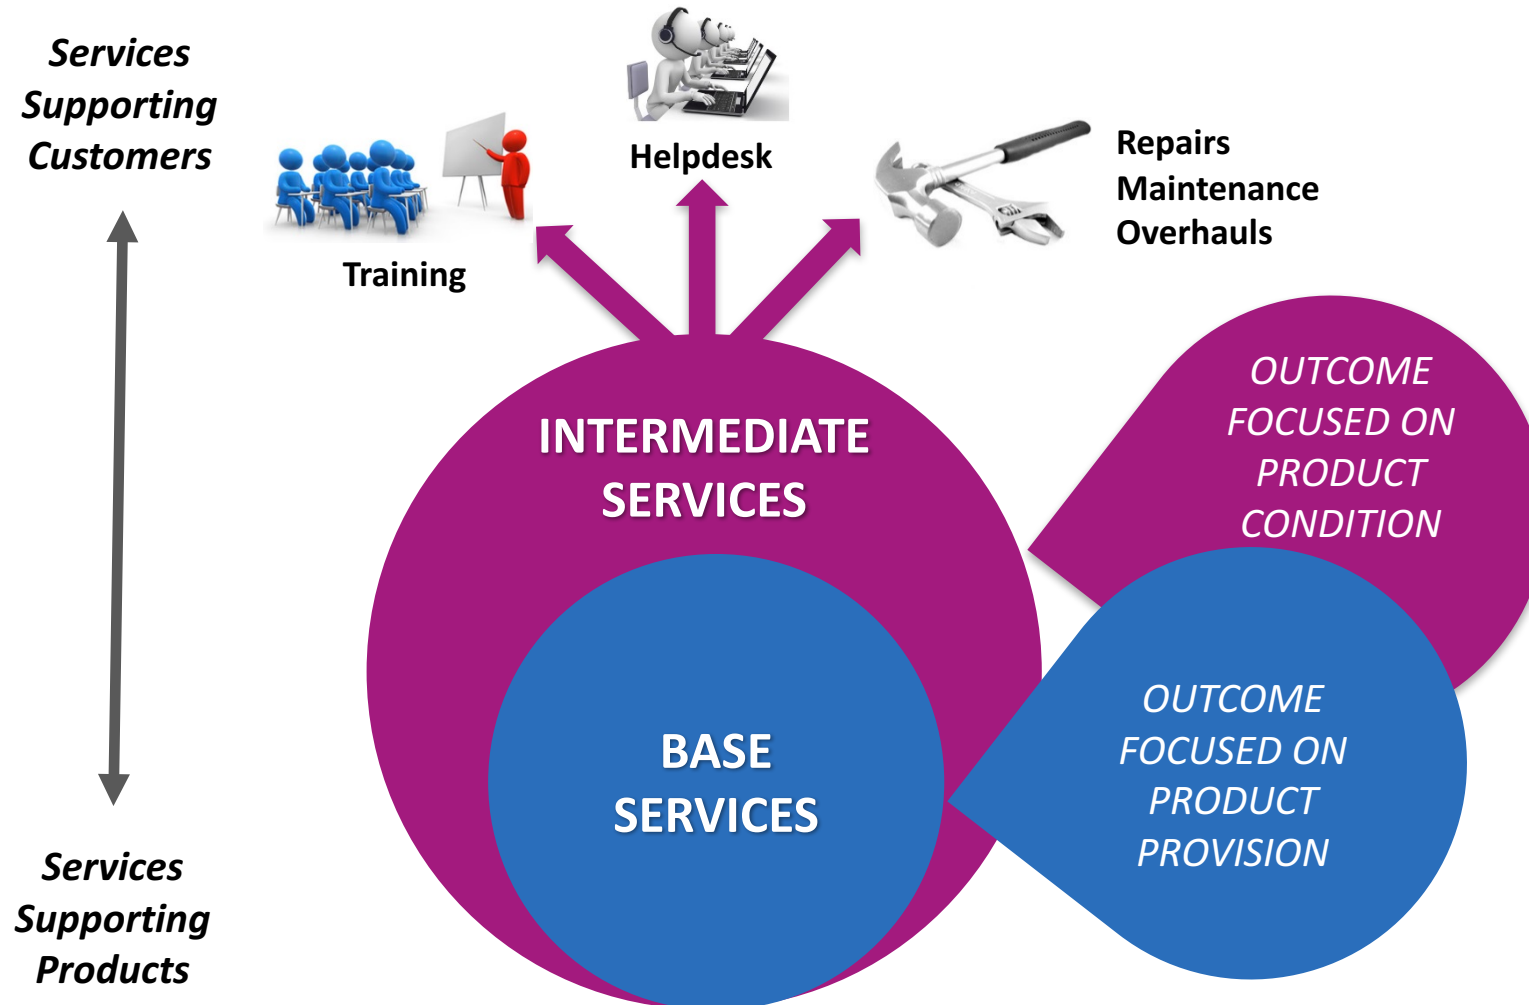 Services
Supporting
Customers
Training
Helpdesk
Repairs
Maintenance
Overhauls
INTERMEDIATE
SERVICES
OUTCOME
FOCUSED ON
PRODUCT
CONDITION
BASE
SERVICES
OUTCOME
FOCUSED ON
PRODUCT
PROVISION
Services
Supporting
Products